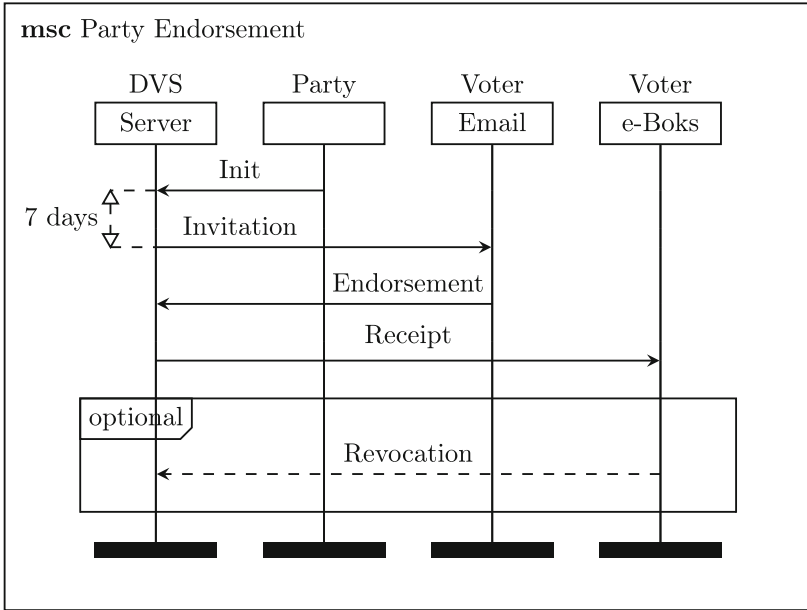 msc Party Endorsement
DVS Party Voter Voter
Server Email e-Boks
Init
7 days
Invitation
Endorsement
Receipt
optional
Revocation